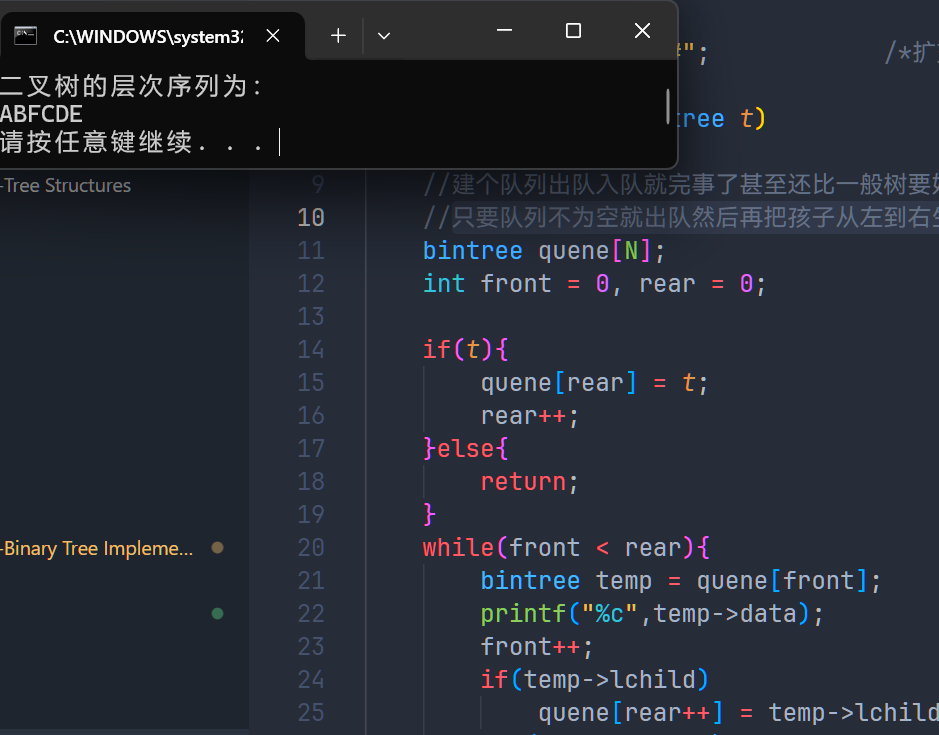 C:\WINDOWS\system32
二叉树的层次序列为：
ABFCDE
请按任意键继续. . .
#";
/*扩
tree t)
-Tree Structures
9 //建个队列出队入队就完事了甚至还比一般树要
10 //只要队列不为空就出队然后再把孩子从左到右
11 bintree quene[N];
12 int front = 0, rear = 0;
13
14 if(t){
15 quene[rear] = t;
16 rear++;
17 }else{
18 return;
19 }
-Binary Tree Impleme...
20 while(front < rear){
21 bintree temp = quene[front];
22 printf("%c",temp->data);
23 front++;
24 if(temp->lchild)
25 quene[rear++] = temp->lchild